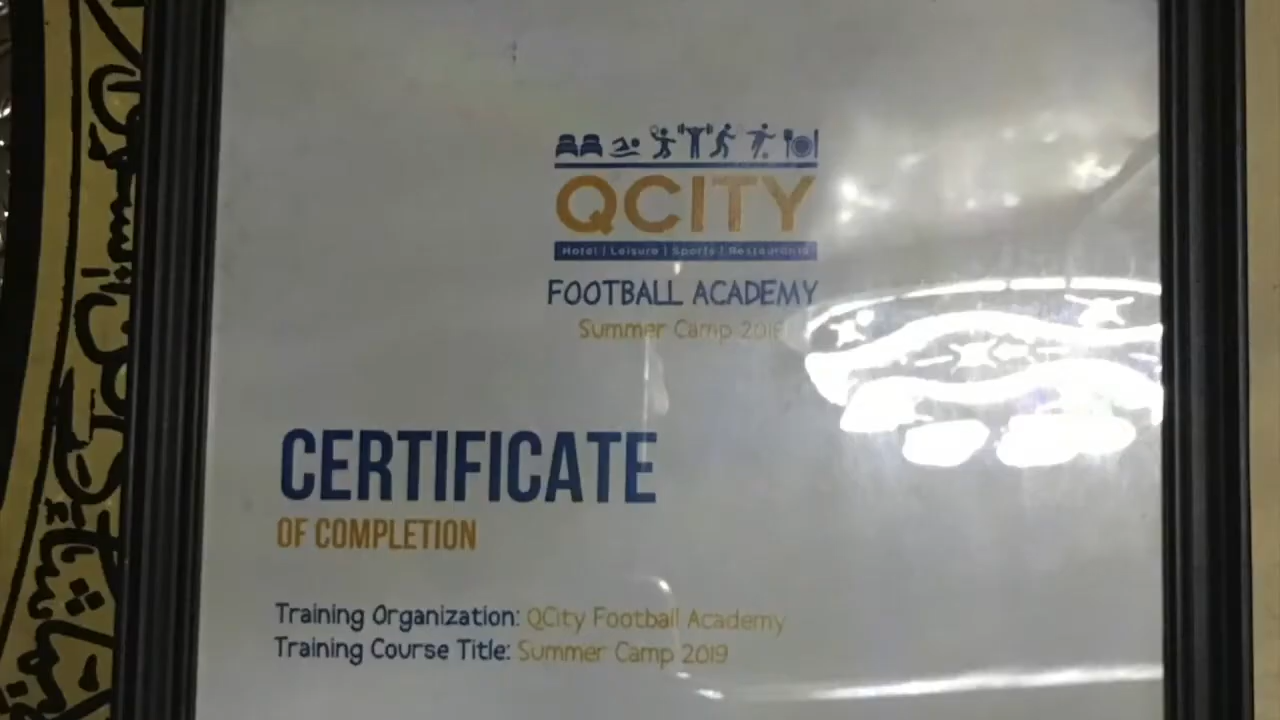 QCITY
Hotel | Leisure | Sports | Restaurants
FOOTBALL ACADEMY
Summer Camp
CERTIFICATE
OF COMPLETION
Training Organization: QCity Football Academy
Training Course Title: Summer Camp 2019